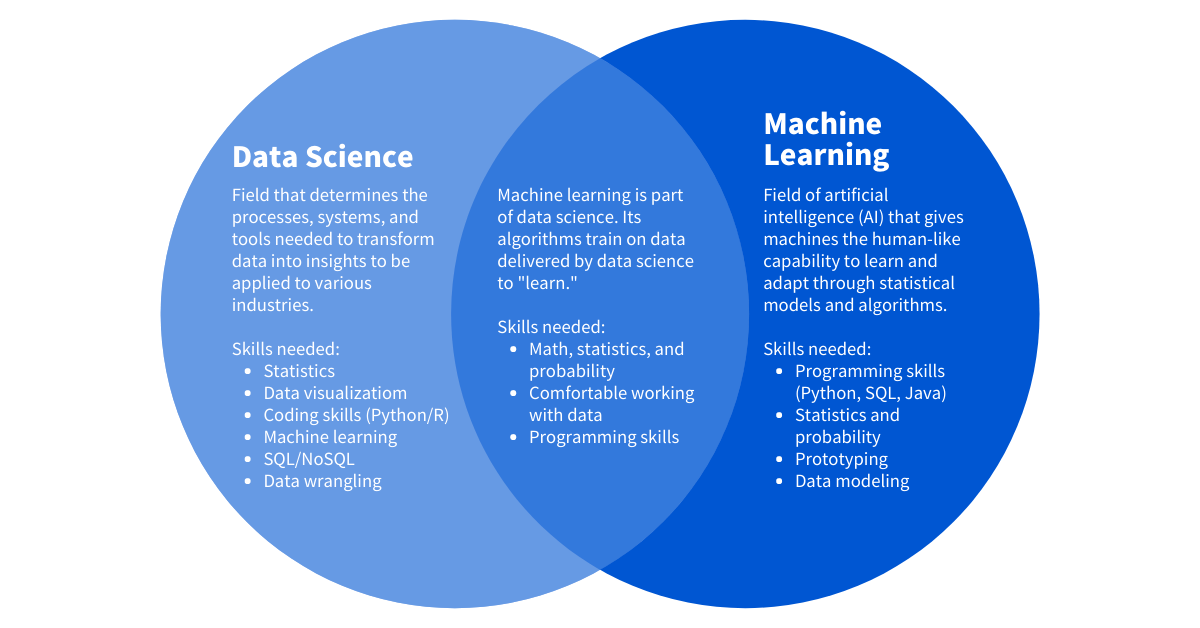 Data Science
Field that determines the
processes, systems, and
tools needed to transform
data into insights to be
applied to various
industries.
Skills needed:
• Statistics
• Data visualizatiom
• Coding skills (Python/R)
• Machine learning
• SQL/NoSQL
• Data wrangling
Machine learning is part
of data science. Its
algorithms train on data
delivered by data science
to "learn."
Skills needed:
• Math, statistics, and
probability
• Comfortable working
with data
• Programming skills
Machine
Learning
Field of artificial
intelligence (AI) that gives
machines the human-like
capability to learn and
adapt through statistical
models and algorithms.
Skills needed:
• Programming skills
(Python, SQL, Java)
• Statistics and
probability
• Prototyping
• Data modeling